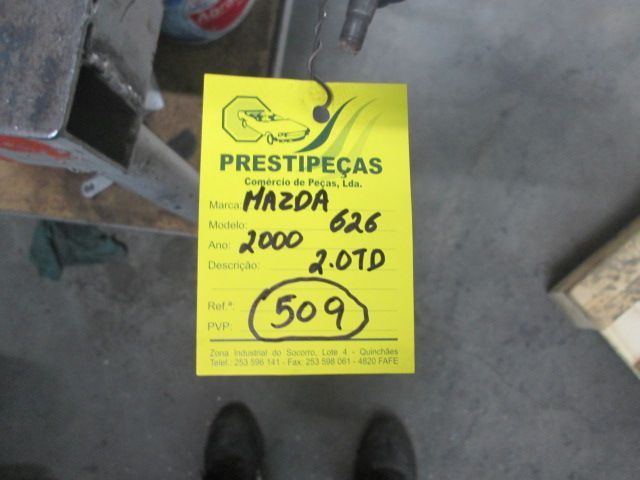 PRESTIPEÇAS
Comércio de Peças, Lda.
Marca: MAZDA
Modelo: 626
Ano: 2000
Descrição: 2.0TD
Ref.ª: 509
PVP:
Zona Industrial do Socorro, Lote 4 - Quinchães
Telef.: 253 596 141 - Fax: 253 598 061 - 4820 FAFE